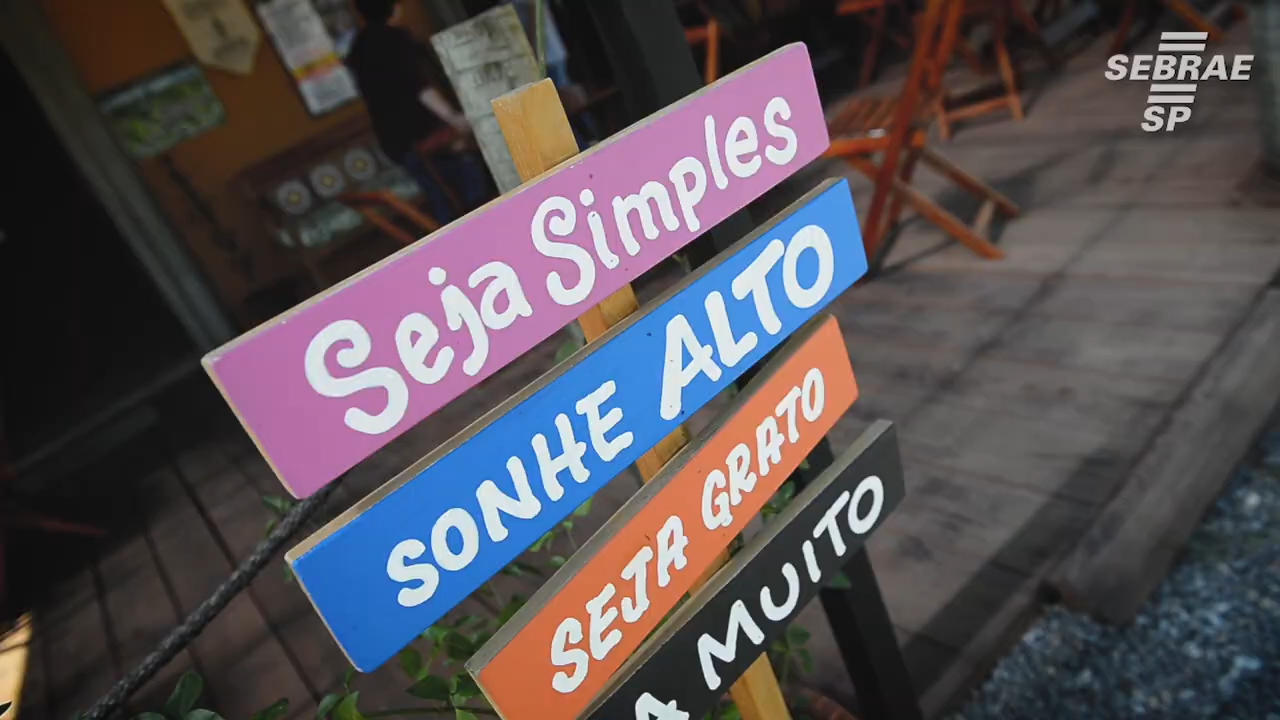 SEBRAE
SP
Seja Simples
SONHE ALTO
SEJA GRATO
MUITO